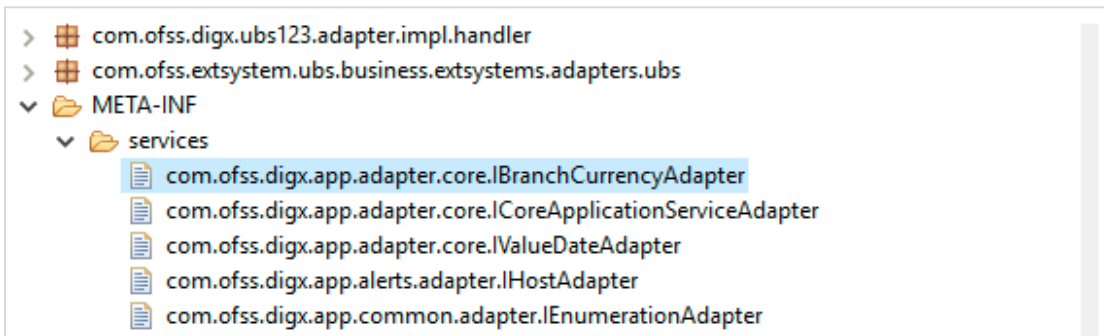 com.ofss.digx.ubs123.adapter.impl.handler
com.ofss.extsystem.ubs.business.extsystems.adapters.ubs
META-INF
services
com.ofss.digx.app.adapter.core.IBranchCurrencyAdapter
com.ofss.digx.app.adapter.core.ICoreApplicationServiceAdapter
com.ofss.digx.app.adapter.core.IValueDateAdapter
com.ofss.digx.app.alerts.adapter.IHostAdapter
com.ofss.digx.app.common.adapter.IEnumerationAdapter